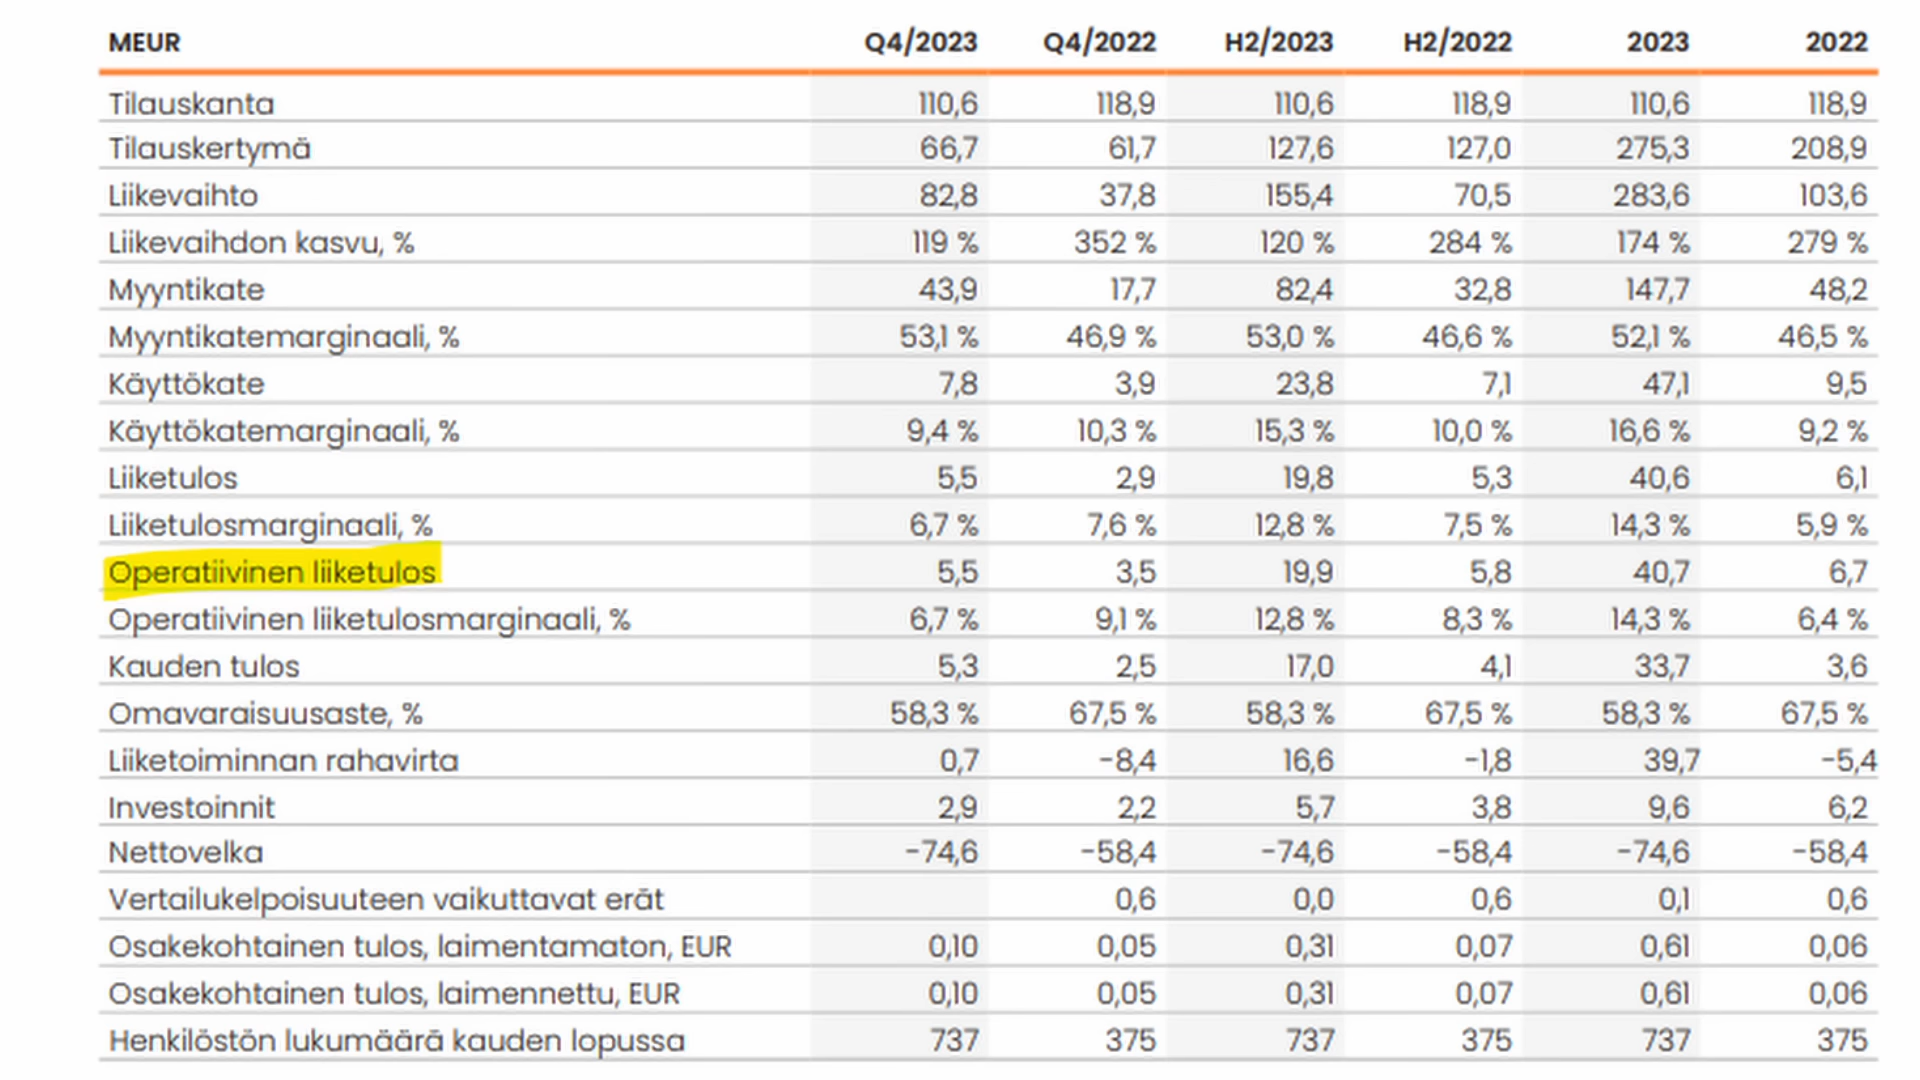 MEUR Q4/2023 Q4/2022 H2/2023 H2/2022 2023 2022
Tilauskanta 110,6 118,9 110,6 118,9 110,6 118,9
Tilauskertymä 66,7 61,7 127,6 127,0 275,3 208,9
Liikevaihto 82,8 37,8 155,4 70,5 283,6 103,6
Liikevaihdon kasvu, % 119 % 352 % 120 % 284 % 174 % 279 %
Myyntikate 43,9 17,7 82,4 32,8 147,7 48,2
Myyntikatemarginaali, % 53,1 % 46,9 % 53,0 % 46,6 % 52,1 % 46,5 %
Käyttökate 7,8 3,9 23,8 7,1 47,1 9,5
Käyttökatemarginaali, % 9,4 % 10,3 % 15,3 % 10,0 % 16,6 % 9,2 %
Liiketulos 5,5 2,9 19,8 5,3 40,6 6,1
Liiketulosmarginaali, % 6,7 % 7,6 % 12,8 % 7,5 % 14,3 % 5,9 %
Operatiivinen liiketulos 5,5 3,5 19,9 5,8 40,7 6,7
Operatiivinen liiketulosmarginaali, % 6,7 % 9,1 % 12,8 % 8,3 % 14,3 % 6,4 %
Kauden tulos 5,3 2,5 17,0 4,1 33,7 3,6
Omavaraisuusaste, % 58,3 % 67,5 % 58,3 % 67,5 % 58,3 % 67,5 %
Liiketoiminnan rahavirta 0,7 -8,4 16,6 -1,8 39,7 -5,4
Investoinnit 2,9 2,2 5,7 3,8 9,6 6,2
Nettovelka -74,6 -58,4 -74,6 -58,4 -74,6 -58,4
Vertailukelpoisuuteen vaikuttavat erät 0,6 0,0 0,6 0,1 0,6
Osakekohtainen tulos, laimentamaton, EUR 0,10 0,05 0,31 0,07 0,61 0,06
Osakekohtainen tulos, laimennettu, EUR 0,10 0,05 0,31 0,07 0,61 0,06
Henkilöstön lukumäärä kauden lopussa 737 375 737 375 737 375